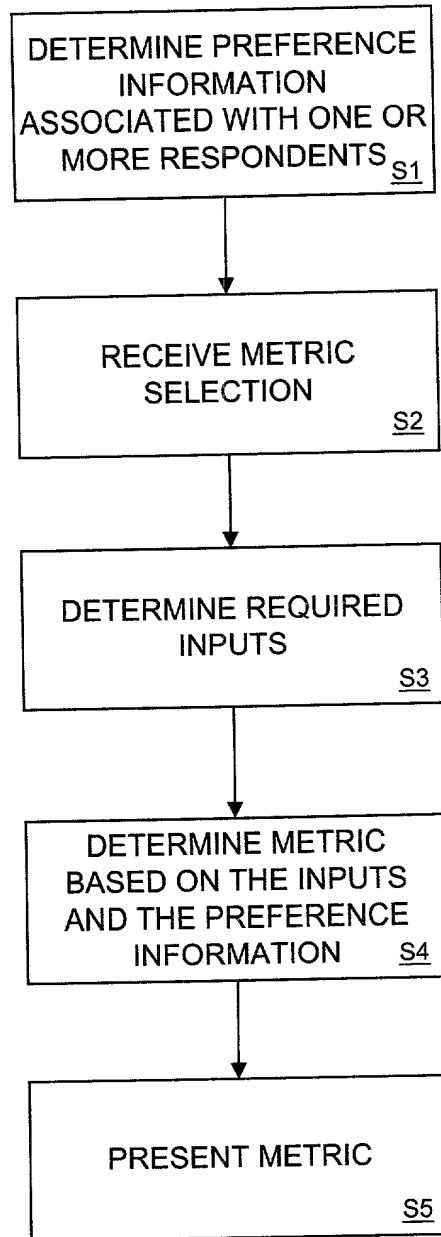 DETERMINE PREFERENCE
INFORMATION
ASSOCIATED WITH ONE OR
MORE RESPONDENTS
S1
RECEIVE METRIC
SELECTION
S2
DETERMINE REQUIRED
INPUTS
S3
DETERMINE METRIC
BASED ON THE INPUTS
AND THE PREFERENCE
INFORMATION
S4
PRESENT METRIC
S5